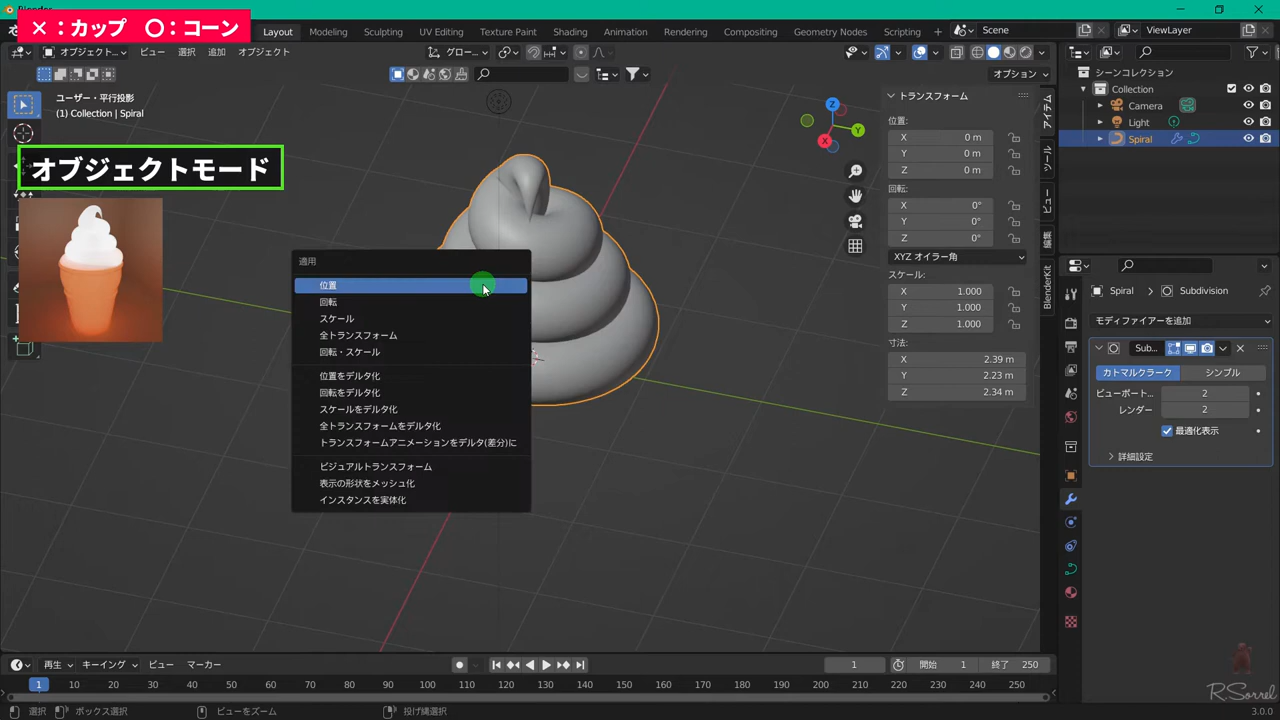 Blender
×：カップ　〇：コーン
Layout Modeling Sculpting UV Editing Texture Paint Shading Animation Rendering Compositing Geometry Nodes Scripting +
Scene
ViewLayer
オブジェクト...
ビュー 選択 追加 オブジェクト
グロー...
オプション
ユーザー・平行投影
(1) Collection | Spiral
オブジェクトモード
Z
Y
X
トランスフォーム
位置:
X 0 m
Y 0 m
Z 0 m
回転:
X 0°
Y 0°
Z 0°
XYZ オイラー角
スケール:
X 1.000
Y 1.000
Z 1.000
寸法:
X 2.39 m
Y 2.23 m
Z 2.34 m
アイテム
ツール
ビュー
編集
BlenderKit
シーンコレクション
Collection
Camera
Light
Spiral
Spiral > Subdivision
モディファイアーを追加
Sub...
カトマルクラーク シンプル
ビューポート... 2
レンダー 2
最適化表示
詳細設定
適用
位置
回転
スケール
全トランスフォーム
回転・スケール
位置をデルタ化
回転をデルタ化
スケールをデルタ化
全トランスフォームをデルタ化
トランスフォームアニメーションをデルタ(差分)に
ビジュアルトランスフォーム
表示の形状をメッシュ化
インスタンスを実体化
再生 キーイング ビュー マーカー
1
開始 1 終了 250
1 10 20 30 40 50 60 70 80 90 100 110 120 130 140 150 160 170 180 190 200 210 220 230 240 250
選択 ボックス選択 ビューをズーム 投げ縄選択
R.Sorrel
3.0.0